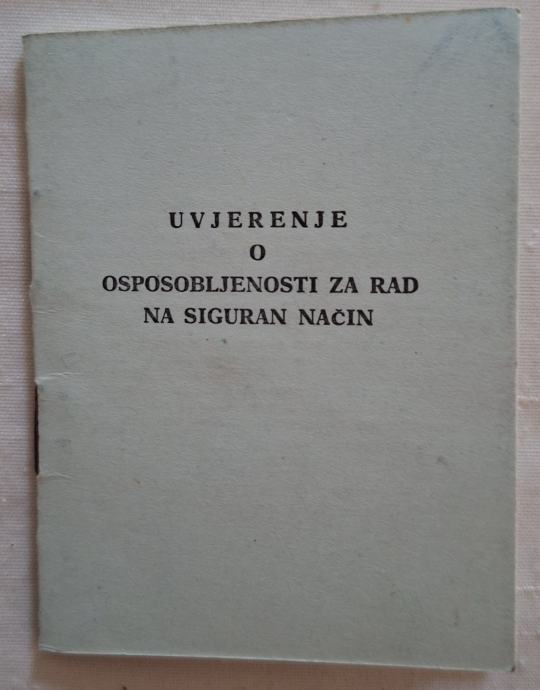 UVJERENJE
O
OSPOSOBLJENOSTI ZA RAD
NA SIGURAN NAČIN